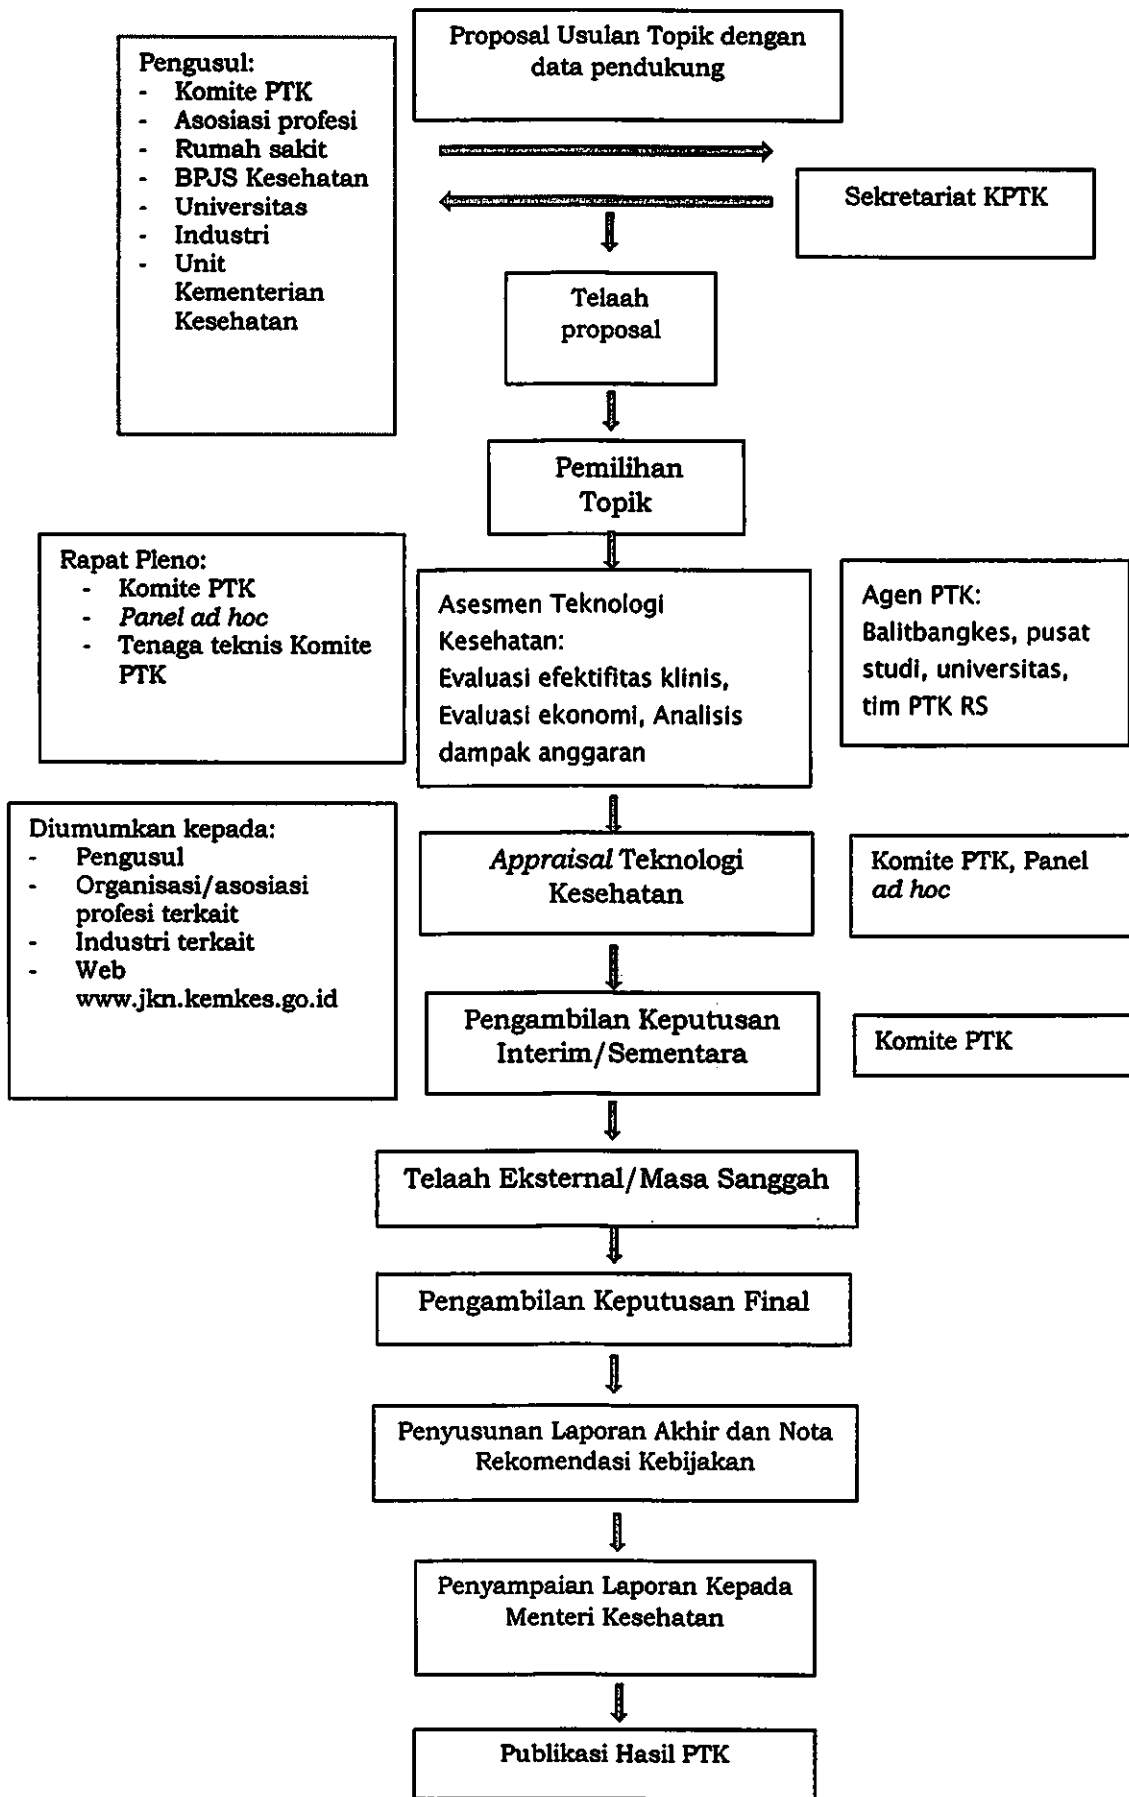 Proposal Usulan Topik dengan
data pendukung
Pengusul:
- Komite PTK
- Asosiasi profesi
- Rumah sakit
- BPJS Kesehatan
- Universitas
- Industri
- Unit
Kementerian
Kesehatan
Sekretariat KPTK
Telaah
proposal
Pemilihan
Topik
Rapat Pleno:
- Komite PTK
- Panel ad hoc
- Tenaga teknis Komite
PTK
Asesmen Teknologi
Kesehatan:
Evaluasi efektifitas klinis,
Evaluasi ekonomi, Analisis
dampak anggaran
Agen PTK:
Balitbangkes, pusat
studi, universitas,
tim PTK RS
Diumumkan kepada:
- Pengusul
- Organisasi/asosiasi
profesi terkait
- Industri terkait
- Web
www.jkn.kemkes.go.id
Appraisal Teknologi
Kesehatan
Komite PTK, Panel
ad hoc
Pengambilan Keputusan
Interim/Sementara
Komite PTK
Telaah Eksternal/Masa Sanggah
Pengambilan Keputusan Final
Penyusunan Laporan Akhir dan Nota
Rekomendasi Kebijakan
Penyampaian Laporan Kepada
Menteri Kesehatan
Publikasi Hasil PTK